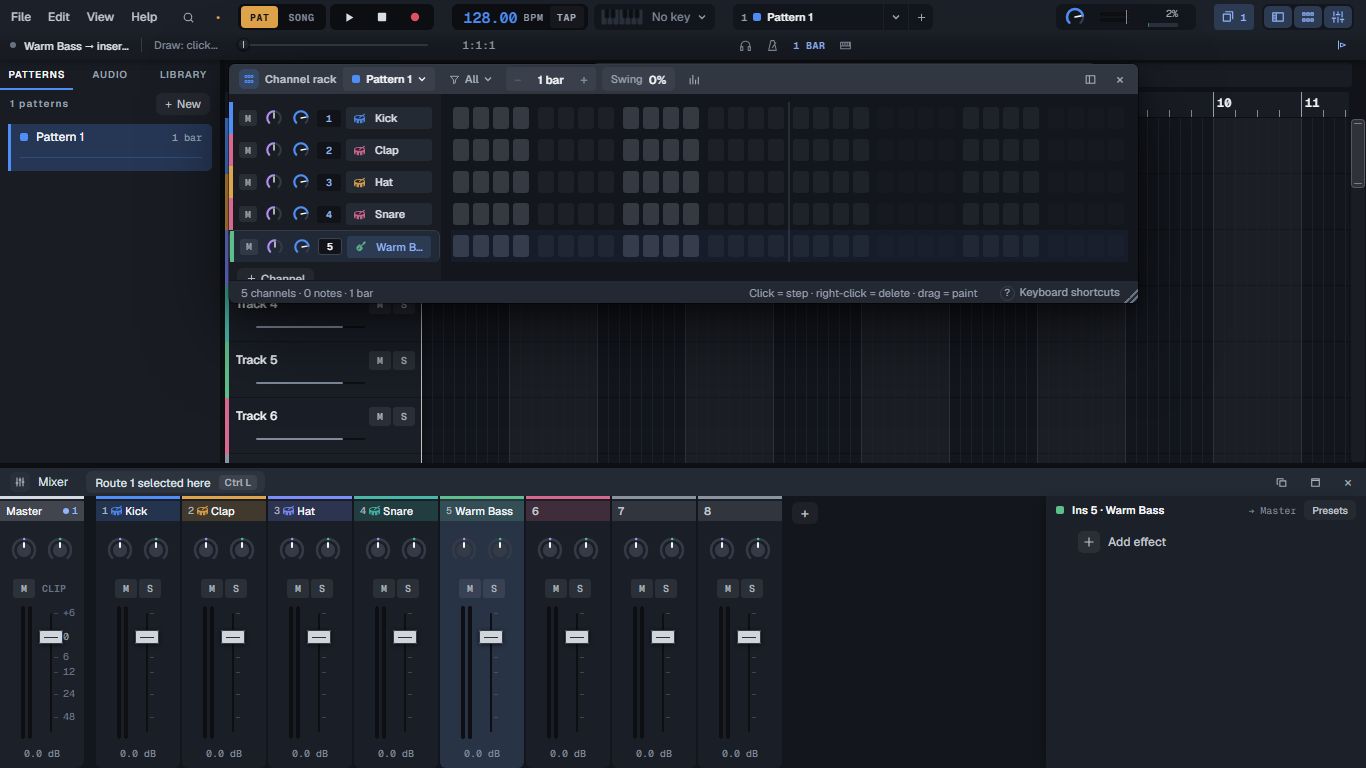 File Edit View Help PAT SONG 128.00 BPM TAP No key 1 Pattern 1 + 2% 1
Warm Bass → inser… Draw: click… 1:1:1 1 BAR
PATTERNS AUDIO LIBRARY
1 patterns + New
Pattern 1 1 bar
Channel rack Pattern 1 All − 1 bar + Swing 0% ×
M 1 Kick
M 2 Clap
M 3 Hat
M 4 Snare
M 5 Warm B…
+ Channel
5 channels · 0 notes · 1 bar Click = step · right-click = delete · drag = paint ? Keyboard shortcuts
10 11
Track 4 M S
Track 5 M S
Track 6 M S
Mixer Route 1 selected here Ctrl L ×
Master 1 1 Kick 2 Clap 3 Hat 4 Snare 5 Warm Bass 6 7 8 +
M CLIP M S M S M S M S M S M S M S M S
+6
0
6
12
24
48
0.0 dB 0.0 dB 0.0 dB 0.0 dB 0.0 dB 0.0 dB 0.0 dB 0.0 dB 0.0 dB
Ins 5 · Warm Bass → Master Presets
+ Add effect